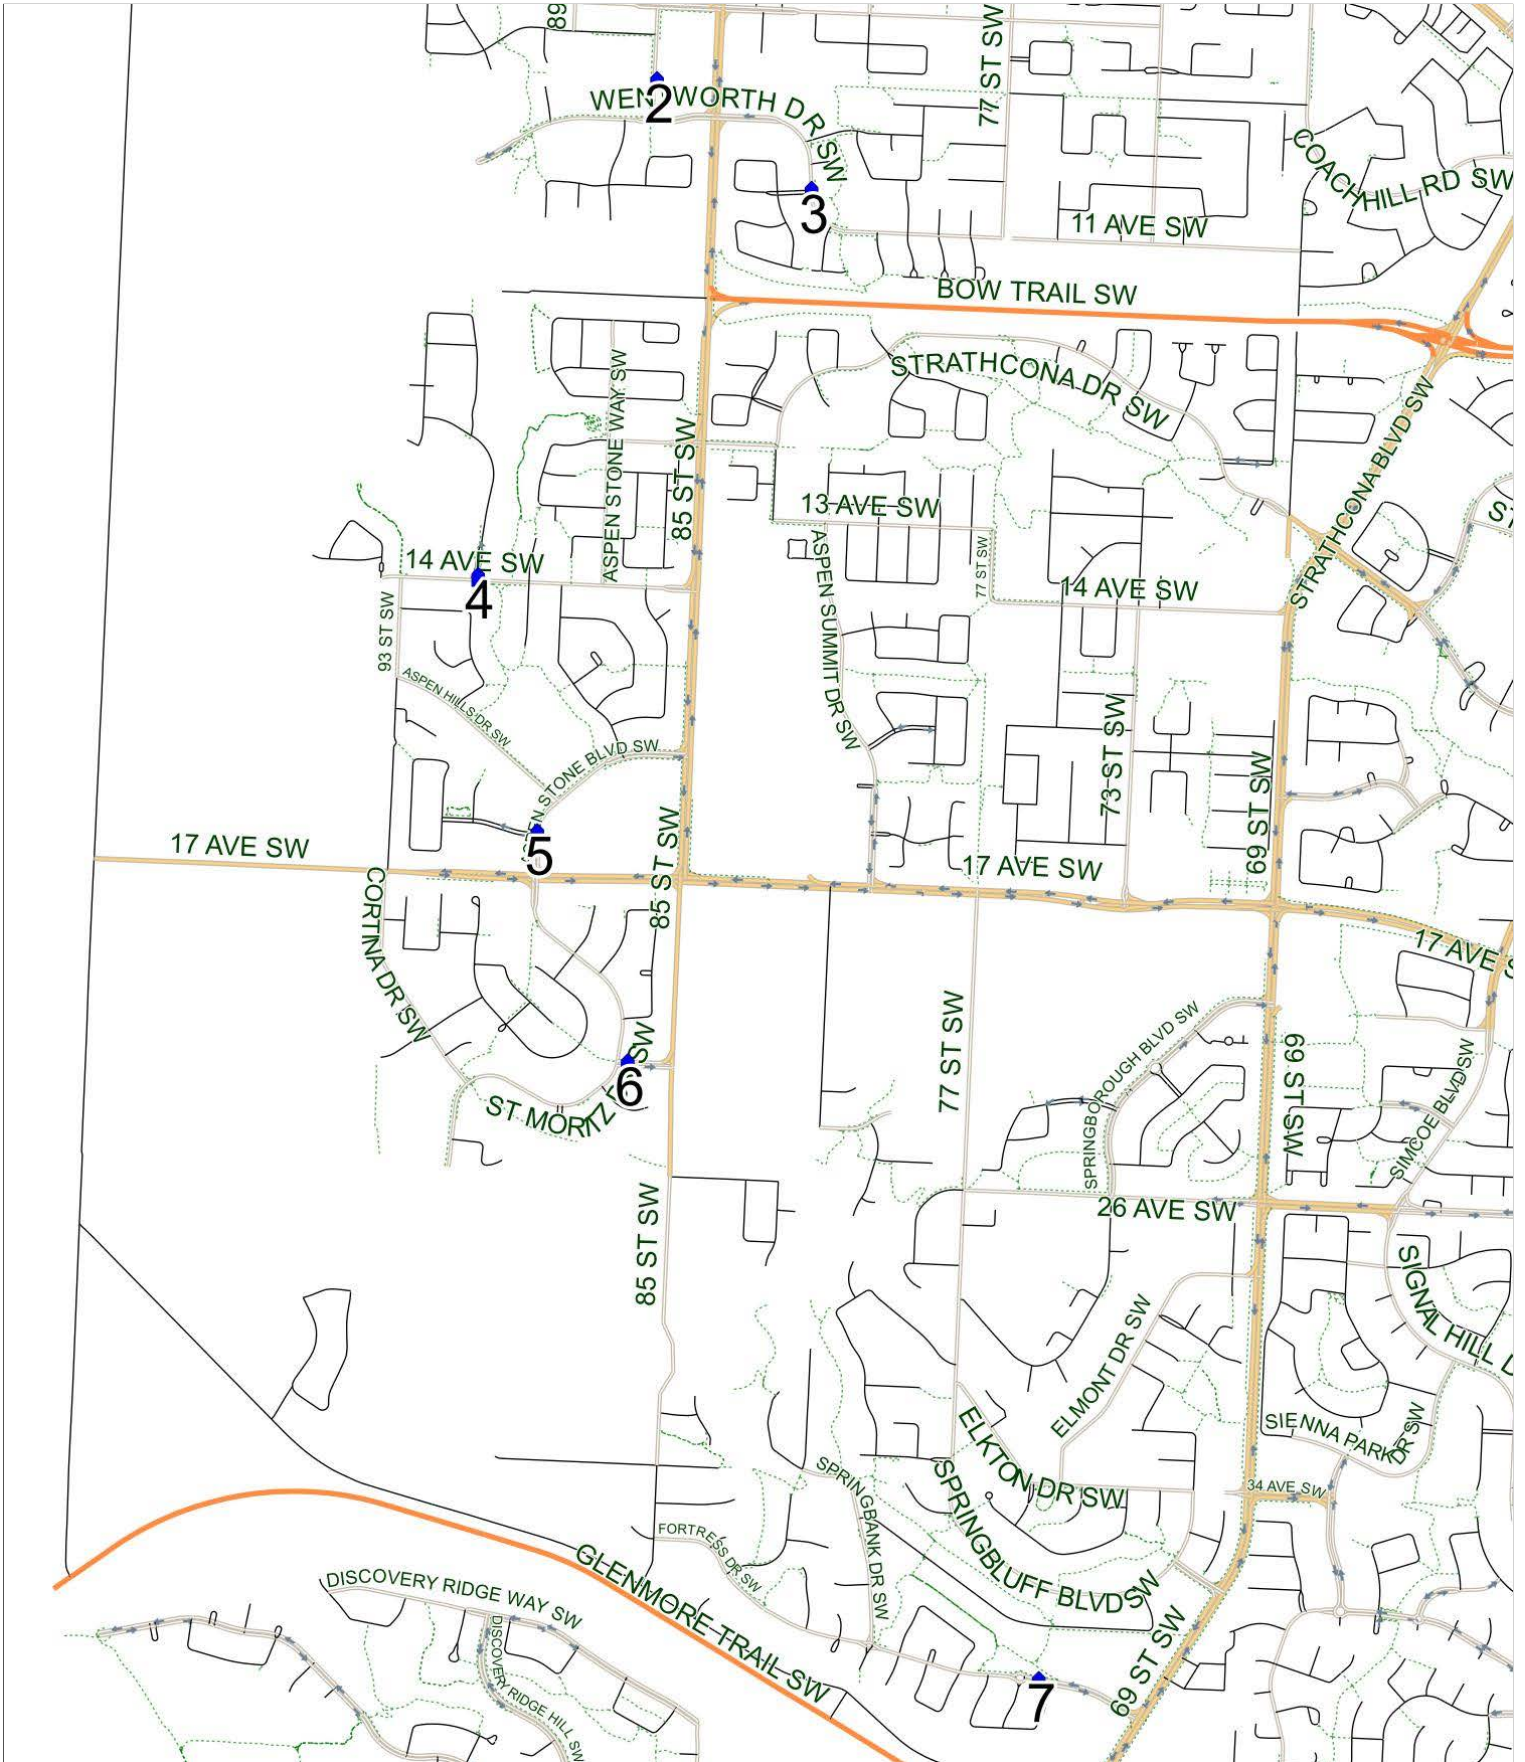 89
77 ST SW
2
WENTWORTH DR SW
3
COACH HILL RD SW
11 AVE SW
BOW TRAIL SW
STRATHCONA DR SW
ASPEN STONE WAY SW
85 ST SW
STRATHCONA BLVD SW
13 AVE SW
ST
14 AVE SW
4
ASPEN SUMMIT DR SW
77 ST SW
14 AVE SW
93 ST SW
ASPEN HILLS DR SW
EN STONE BLVD SW
73 ST SW
69 ST SW
5
17 AVE SW
85 ST SW
17 AVE SW
CORTINA DR SW
17 AVE S
77 ST SW
SPRINGBOROUGH BLVD SW
69 ST SW
SIMCOE BLVD SW
SW
6
ST MORITZ
26 AVE SW
85 ST SW
SIGNAL HILL D
ELMONT DR SW
ELKTON DR SW
SIENNA PARK DR SW
SPRINGBANK DR SW
SPRINGBLUFF BLVD SW
34 AVE SW
FORTRESS DR SW
GLENMORE TRAIL SW
DISCOVERY RIDGE WAY SW
DISCOVERY RIDGE HILL SW
69 ST SW
7